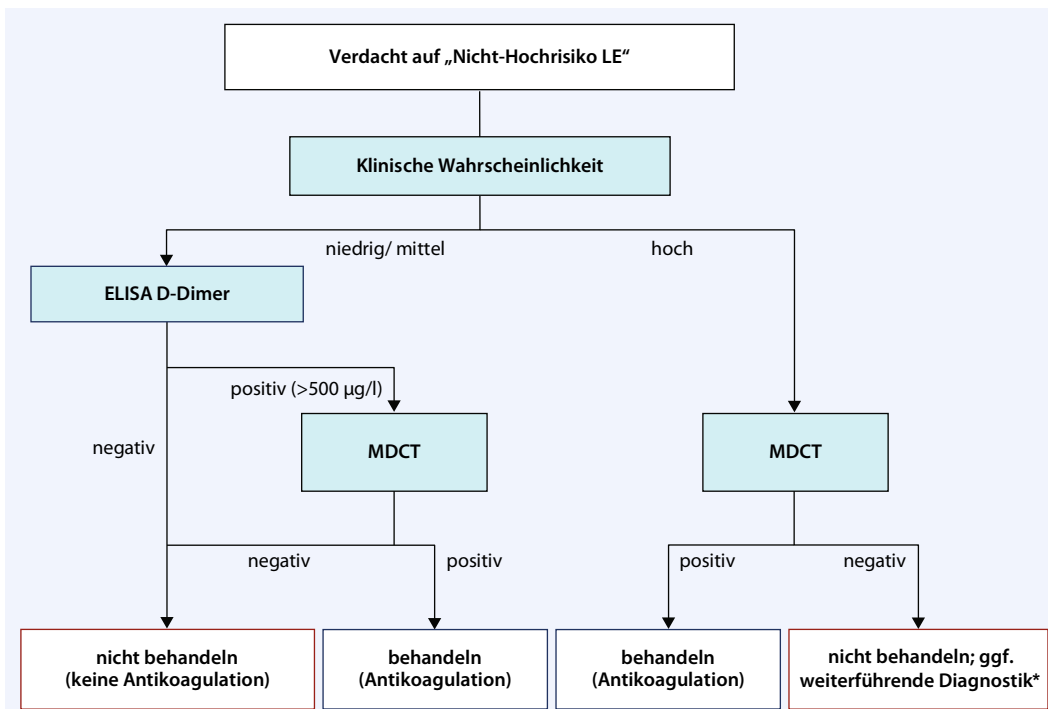 Verdacht auf „Nicht-Hochrisiko LE“
Klinische Wahrscheinlichkeit
niedrig/ mittel
hoch
ELISA D-Dimer
positiv (>500 µg/l)
negativ
MDCT
MDCT
negativ
positiv
positiv
negativ
nicht behandeln
(keine Antikoagulation)
behandeln
(Antikoagulation)
behandeln
(Antikoagulation)
nicht behandeln; ggf.
weiterführende Diagnostik*